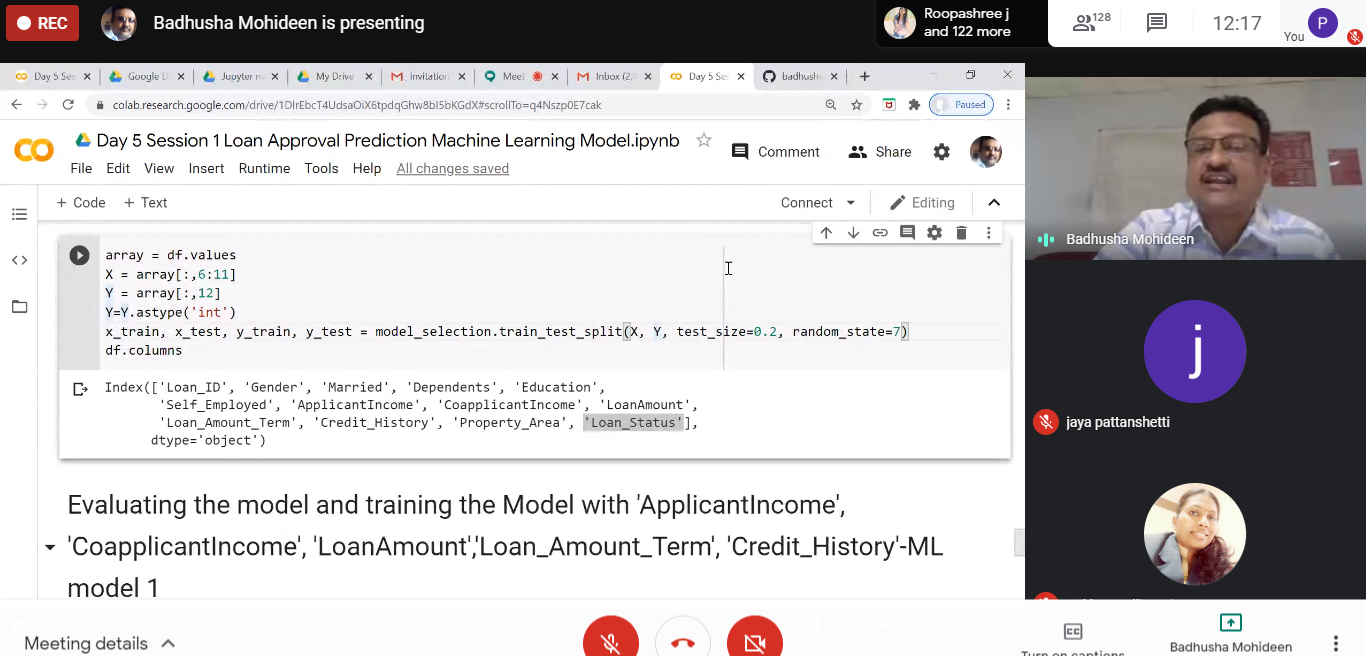 REC
Badhusha Mohideen is presenting
Roopashree j
and 122 more
128
12:17
You
P
Day 5 Ses
Google D
Jupyter n
My Drive
Invitation
Meet
Inbox (2,
Day 5 Se
badhush
colab.research.google.com/drive/1DIrEbcT4UdsaOiX6tpdqGhw8bI5bKGdX#scrollTo=q4Nszp0E7cak
Paused
Day 5 Session 1 Loan Approval Prediction Machine Learning Model.ipynb
File Edit View Insert Runtime Tools Help All changes saved
Comment
Share
+ Code + Text
Connect
Editing
array = df.values
X = array[:,6:11]
Y = array[:,12]
Y=Y.astype('int')
x_train, x_test, y_train, y_test = model_selection.train_test_split(X, Y, test_size=0.2, random_state=7)
df.columns
Index(['Loan_ID', 'Gender', 'Married', 'Dependents', 'Education',
'Self_Employed', 'ApplicantIncome', 'CoapplicantIncome', 'LoanAmount',
'Loan_Amount_Term', 'Credit_History', 'Property_Area', 'Loan_Status'],
dtype='object')
Evaluating the model and training the Model with 'ApplicantIncome',
'CoapplicantIncome', 'LoanAmount','Loan_Amount_Term', 'Credit_History'-ML
model 1
Badhusha Mohideen
j
jaya pattanshetti
Meeting details
Turn on captions
Badhusha Mohideen